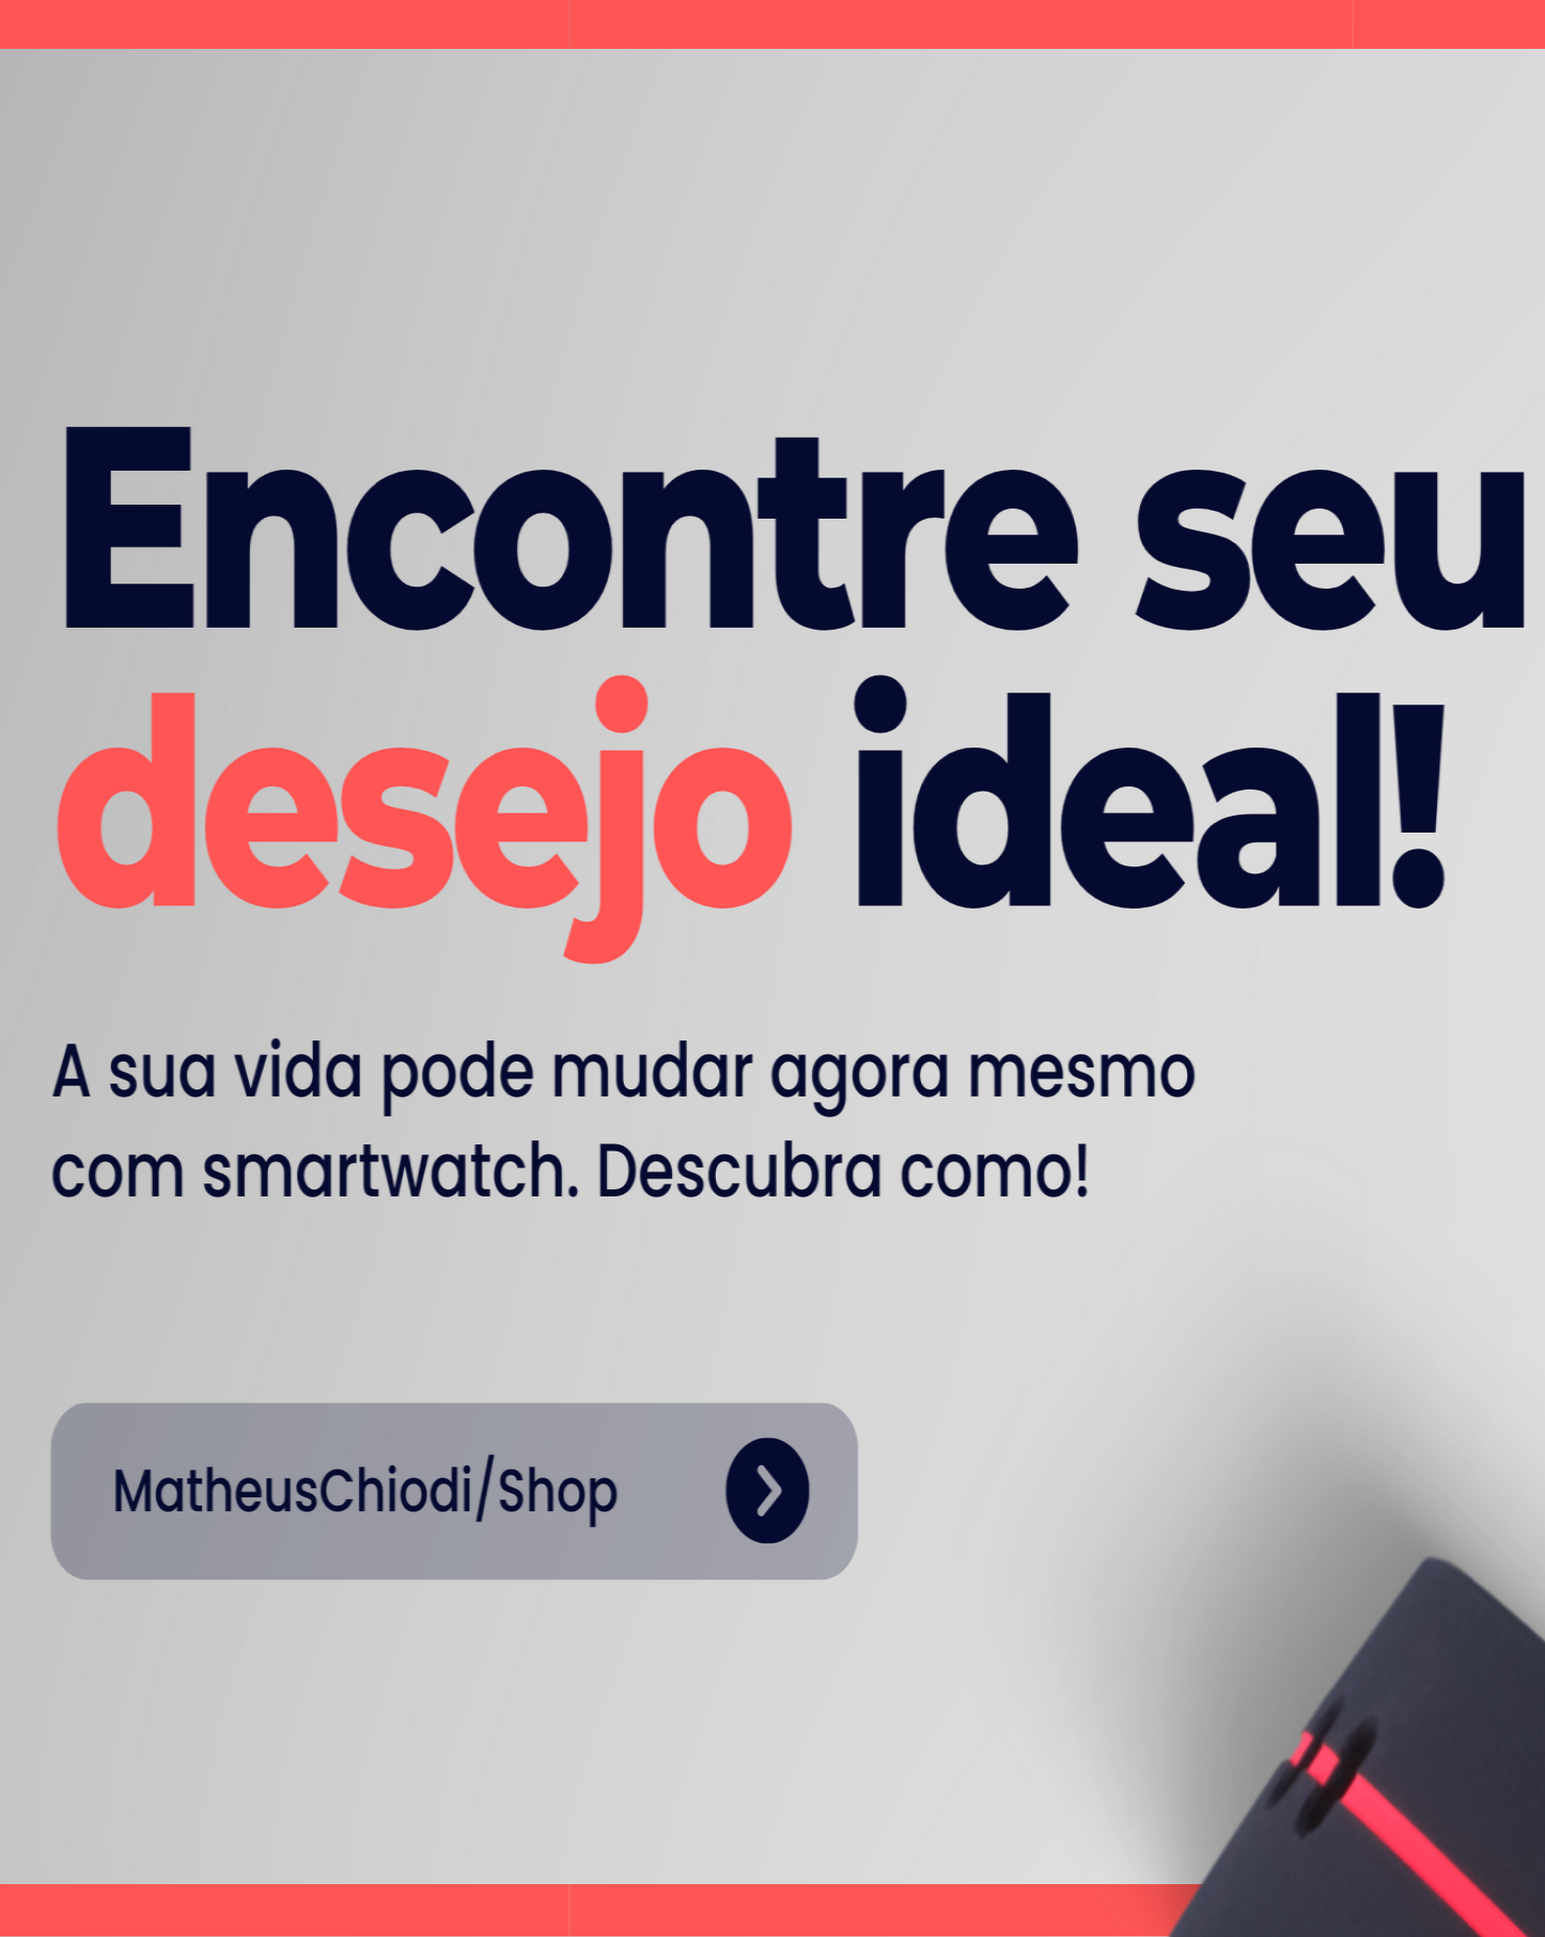 Encontre seu
desejo ideal!
A sua vida pode mudar agora mesmo
com smartwatch. Descubra como!
MatheusChiodi/Shop